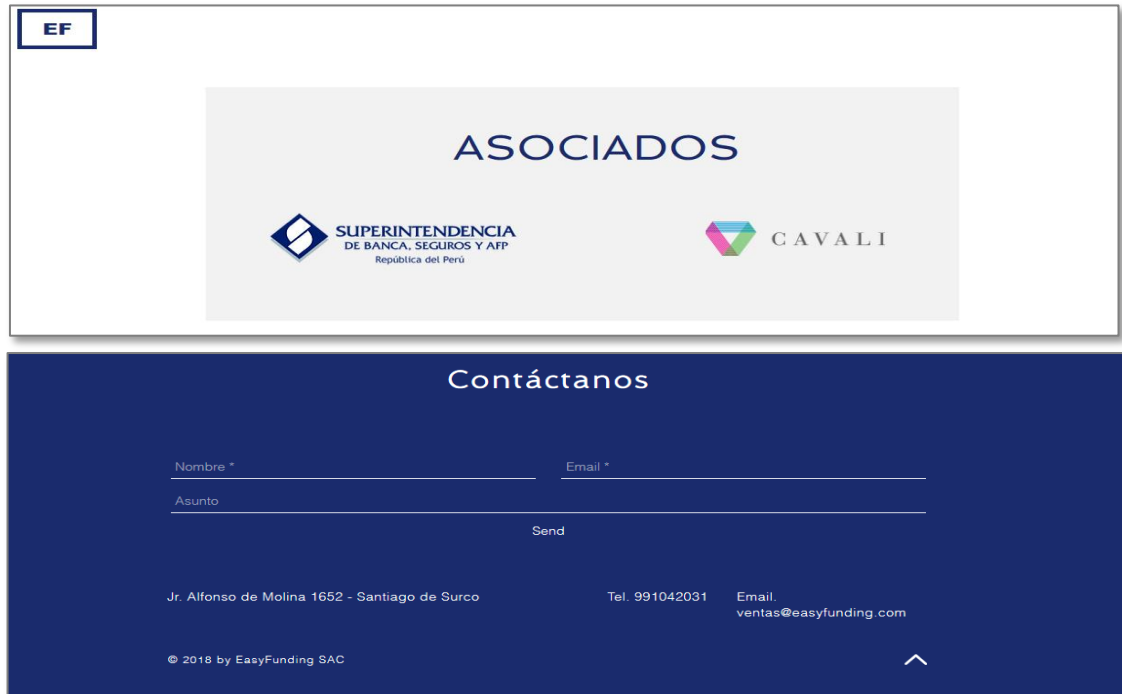 EF
ASOCIADOS
SUPERINTENDENCIA
DE BANCA, SEGUROS Y AFP
República del Perú
CAVALI
Contáctanos
Nombre *
Email *
Asunto
Send
Jr. Alfonso de Molina 1652 - Santiago de Surco
Tel. 991042031
Email.
ventas@easyfunding.com
© 2018 by EasyFunding SAC